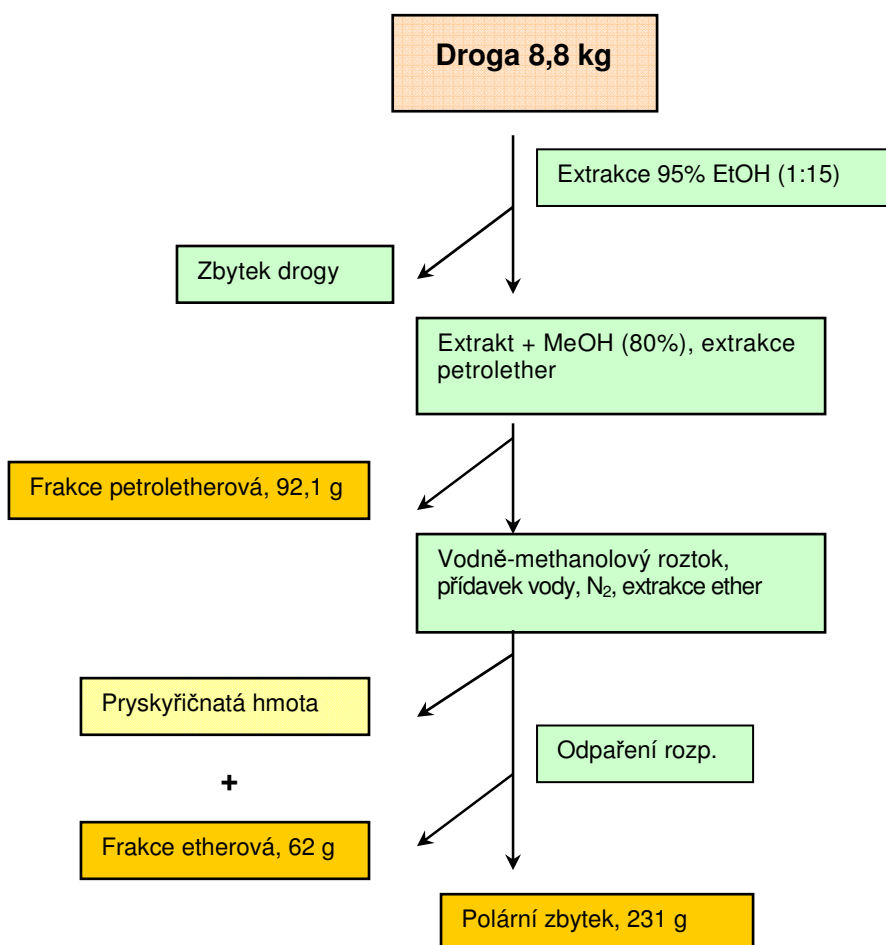 Droga 8,8 kg
Extrakce 95% EtOH (1:15)
Zbytek drogy
Extrakt + MeOH (80%), extrakce
petrolether
Frakce petroletherová, 92,1 g
Vodně-methanolový roztok,
přídavek vody, N₂, extrakce ether
Pryskyřičnatá hmota
Odpaření rozp.
+
Frakce etherová, 62 g
Polární zbytek, 231 g